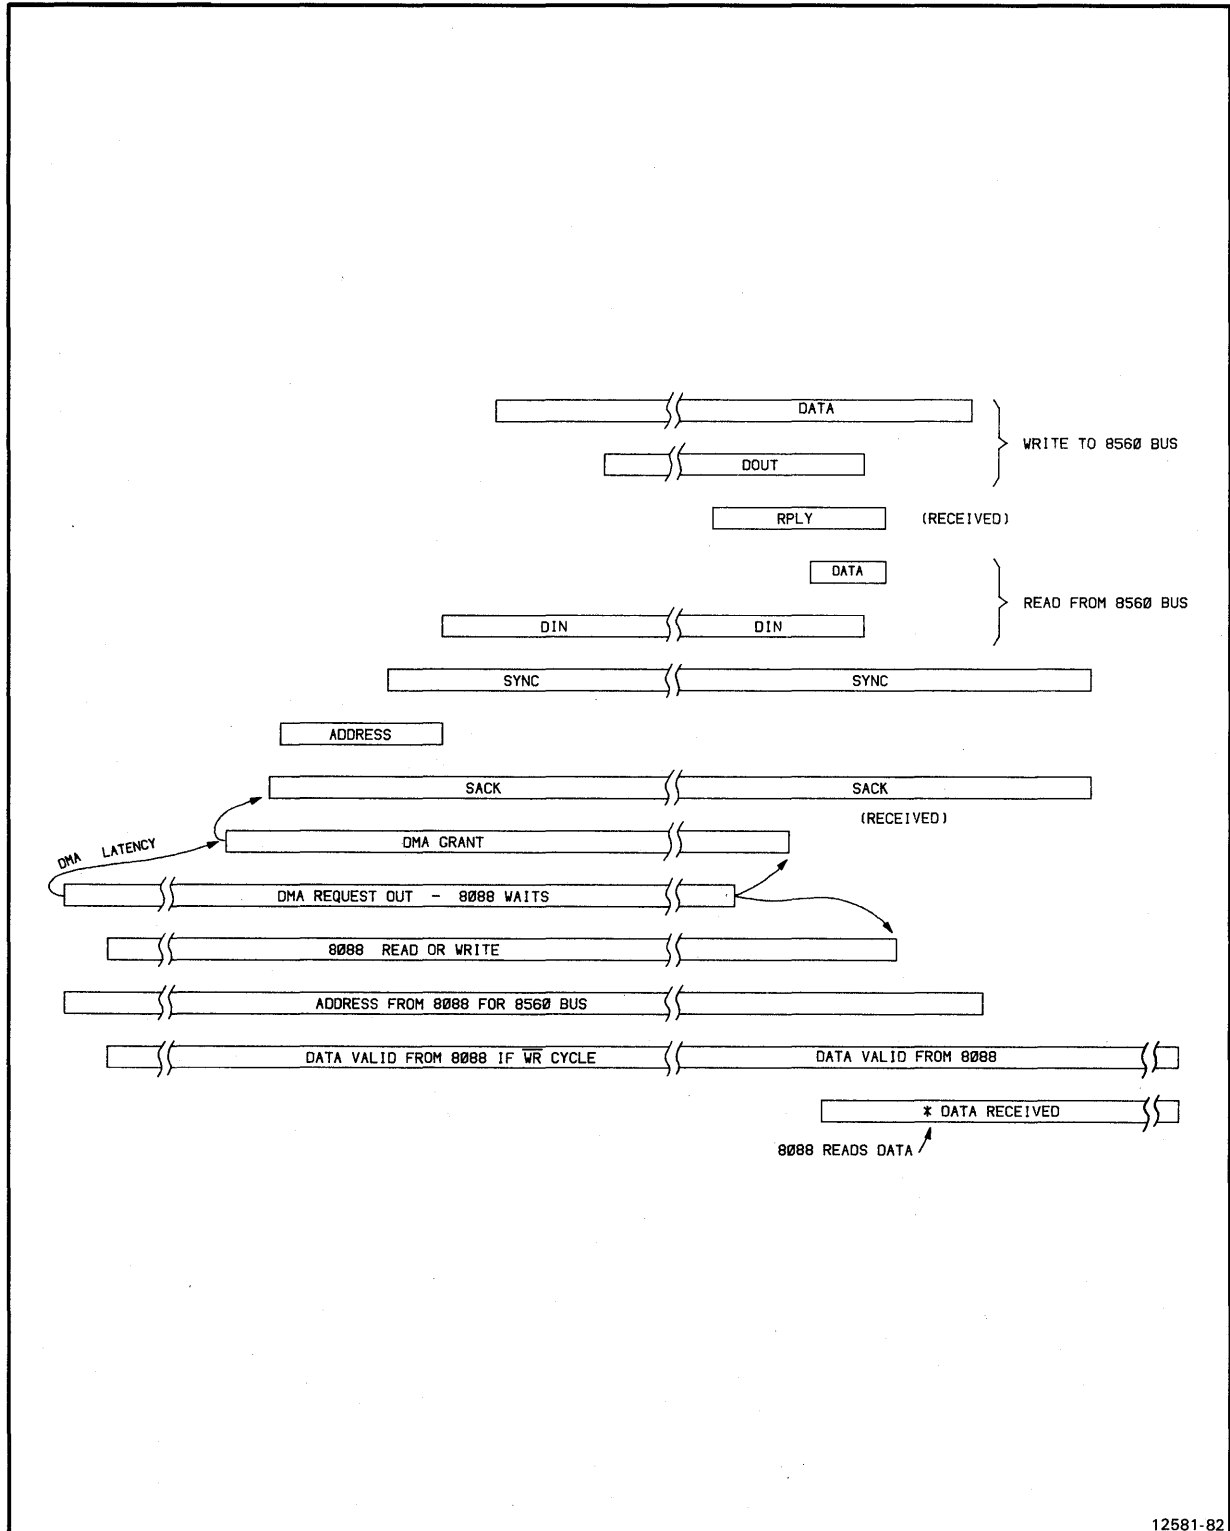 DATA
WRITE TO 8560 BUS
DOUT
RPLY (RECEIVED)
DATA
READ FROM 8560 BUS
DIN DIN
SYNC SYNC
ADDRESS
SACK SACK
(RECEIVED)
DMA LATENCY
DMA GRANT
DMA REQUEST OUT - 8088 WAITS
8088 READ OR WRITE
ADDRESS FROM 8088 FOR 8560 BUS
DATA VALID FROM 8088 IF W̅R̅ CYCLE DATA VALID FROM 8088
* DATA RECEIVED
8088 READS DATA
12581-82